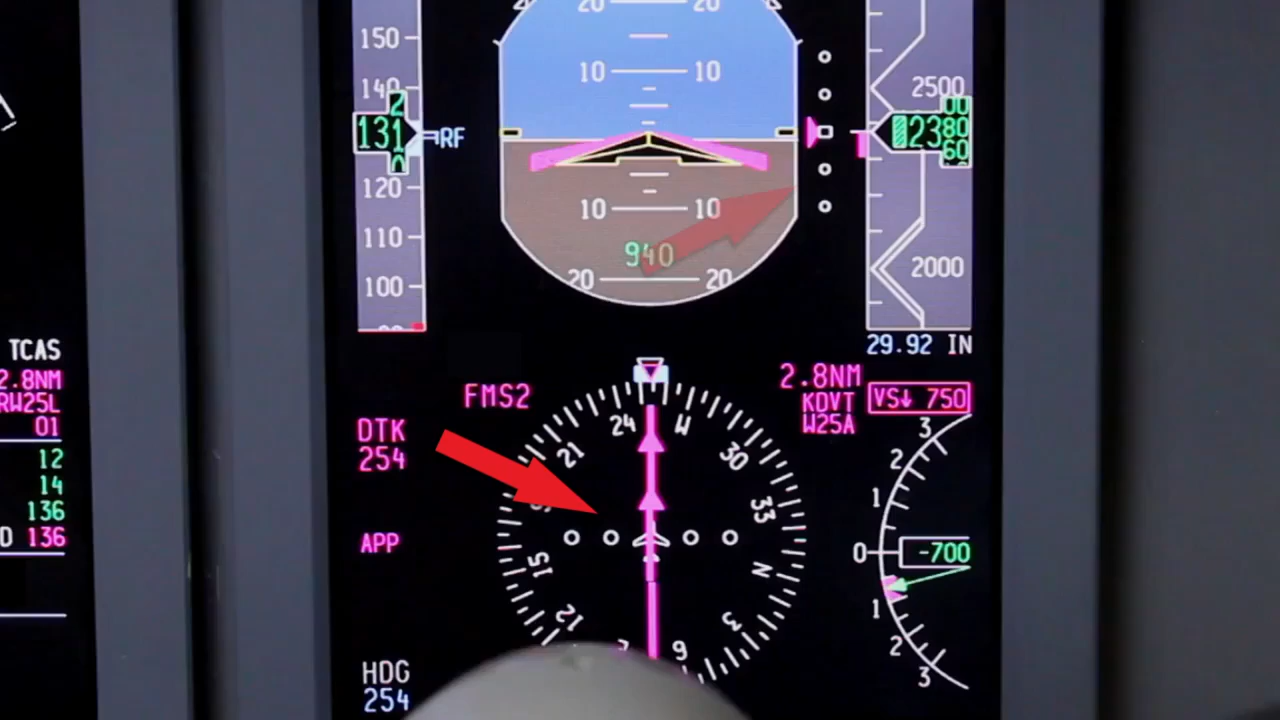 20 20
150
10 10
140
2500
2
131
0
RF
23
00
80
60
120
10 10
110
940
100
20 20
2000
29.92 IN
TCAS
2.8NM
RW25L
01
12
14
136
136
FMS2
2.8NM
KDVT
W25A
VS↓ 750
DTK
254
APP
HDG
254
24 W
21 30
33
15 N
12 3
6
3
2
1
0
-700
1
2
3